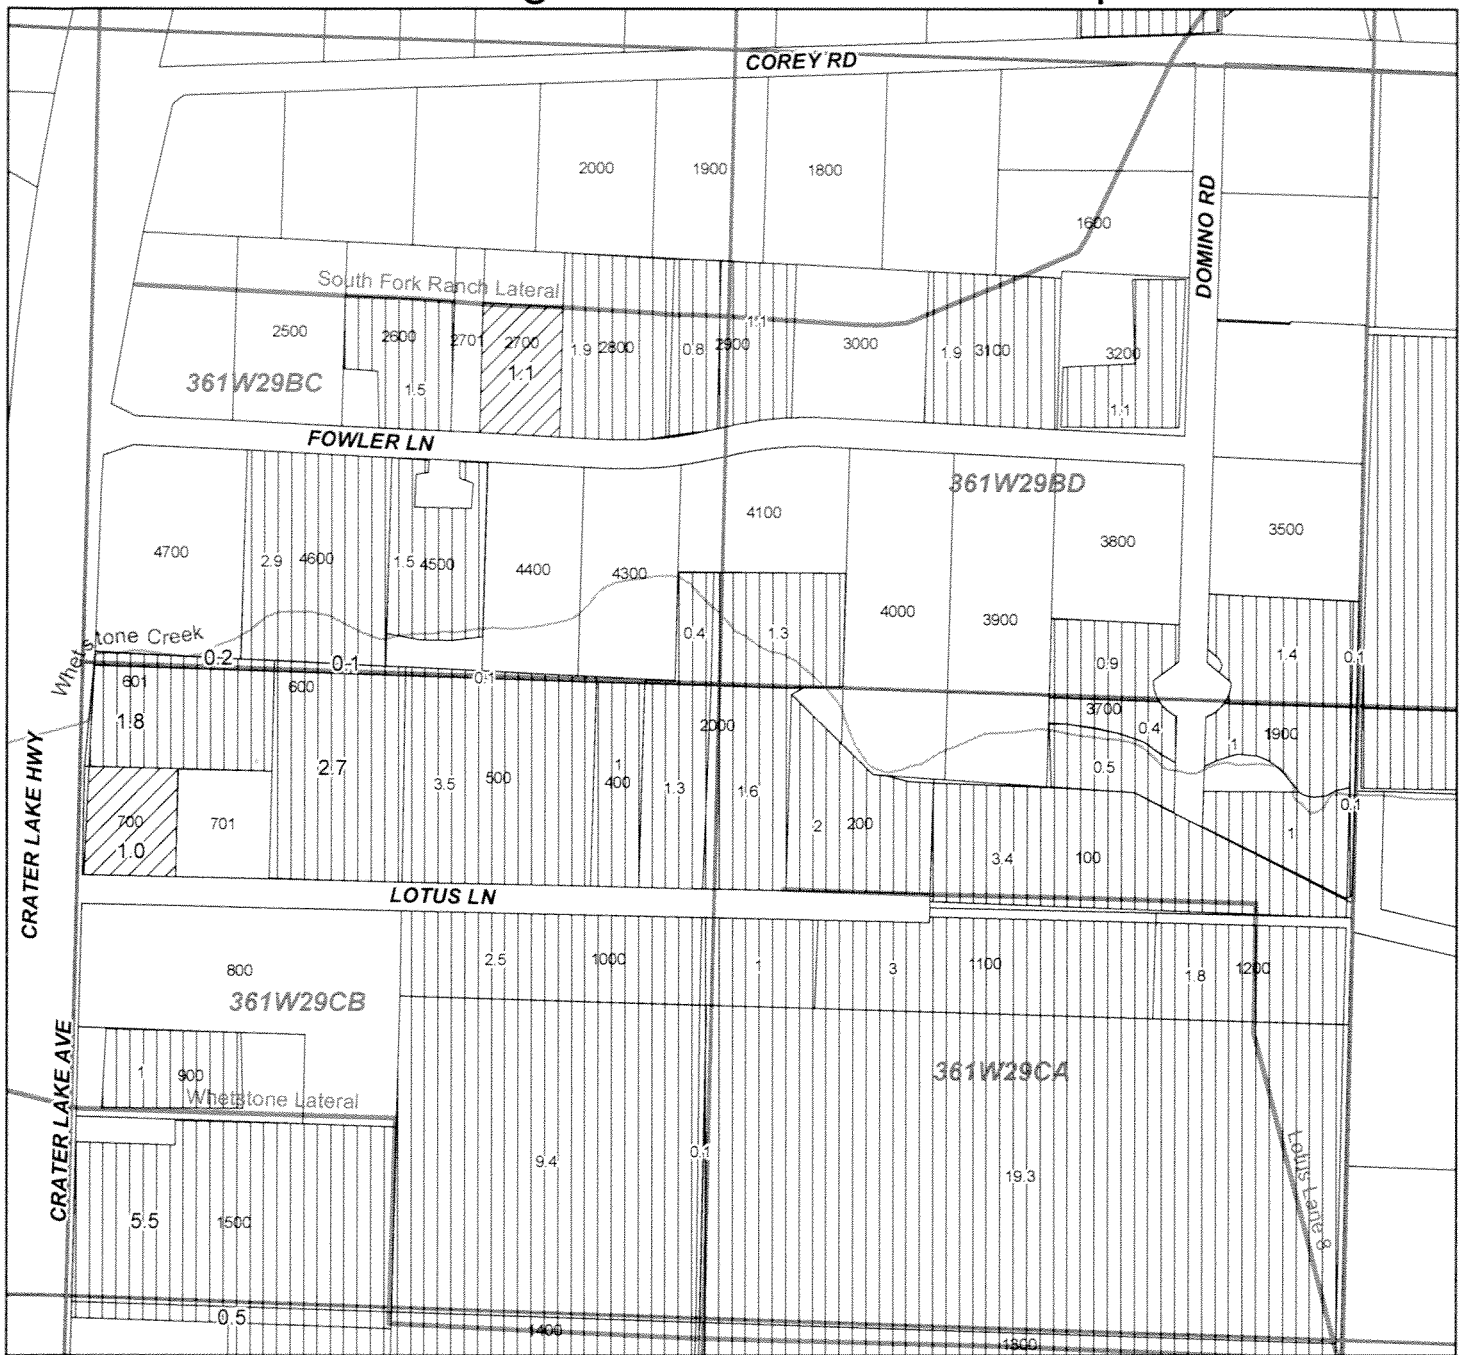 COREY RD
2000 1900 1800
DOMINO RD
1600
South Fork Ranch Lateral
2500 2600 2701 2700 1.9 2800 0.8 2900 1.1 3000 1.9 3100 3200
1.1
361W29BC
1.5
1.1
FOWLER LN
361W29BD
4700 2.9 4600 1.5 4500 4400 4300 4100 4000 3900 3800 3500
0.4 1.3 0.9 1.4 0.1
Whetstone Creek
0.2 0.1 0.1
601 600
1.8
2000 3700 0.4 1 1900
2.7 3.5 500 1 400 1.3 1.6 0.5
CRATER LAKE HWY
700 701 2 200 3.4 100 1 0.1
1.0
LOTUS LN
800 2.5 1000 1 3 1100 1.8 1200
361W29CB
CRATER LAKE AVE
1 900
Whetstone Lateral
361W29CA
9.4 0.1 19.3
Lotus Lane 8
5.5 1500
0.5 1400 1300